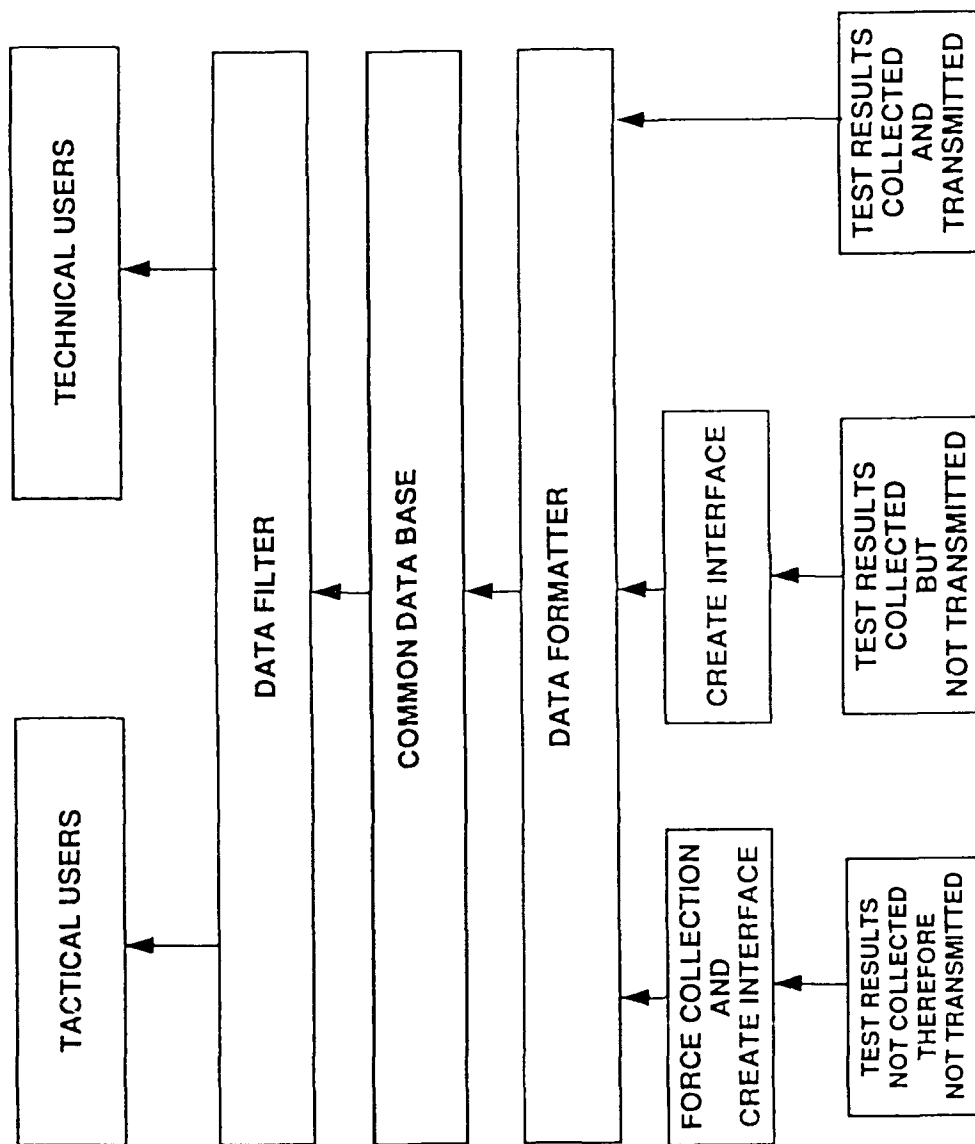 TACTICAL USERS
TECHNICAL USERS
DATA FILTER
COMMON DATA BASE
DATA FORMATTER
FORCE COLLECTION
AND
CREATE INTERFACE
CREATE INTERFACE
TEST RESULTS
NOT COLLECTED
THEREFORE
NOT TRANSMITTED
TEST RESULTS
COLLECTED
BUT
NOT TRANSMITTED
TEST RESULTS
COLLECTED
AND
TRANSMITTED